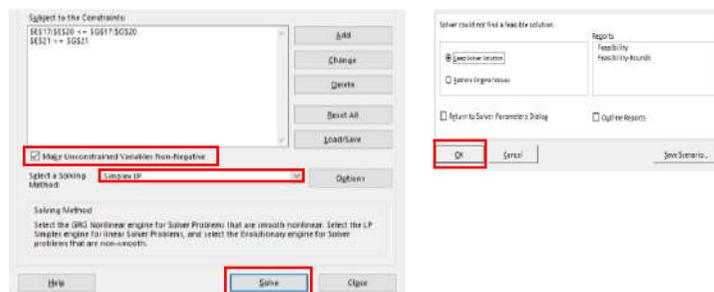 Subject to the Constraints:
$E$17:$E$20 <= $G$17:$G$20
Add
Change
Delete
Reset All
Load/Save
Make Unconstrained Variables Non-Negative
Select a Solving
Method:
Simplex LP
Options
Solving Method
Select the GRG Nonlinear engine for Solver Problems that are smooth nonlinear. Select the LP
Simplex engine for linear Solver Problems, and select the Evolutionary engine for Solver
problems that are non-smooth.
Help
Solve
Close
Solver could not find a feasible solution.
Reports
Feasibility
Feasibility-Bounds
Keep Solver Solution
Restore Original Values
Return to Solver Parameters Dialog
Outline Reports
OK
Cancel
Save Scenario...